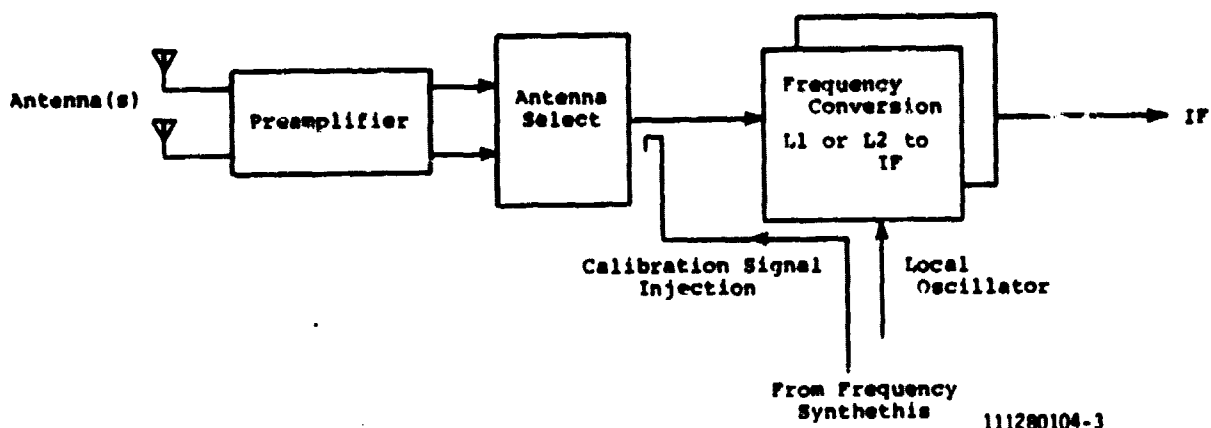 Antenna(s)
Preamplifier
Antenna
Select
Frequency
Conversion
L1 or L2 to
IF
IF
Calibration Signal
Injection
Local
Oscillator
From Frequency
Synthethis
111280104-3